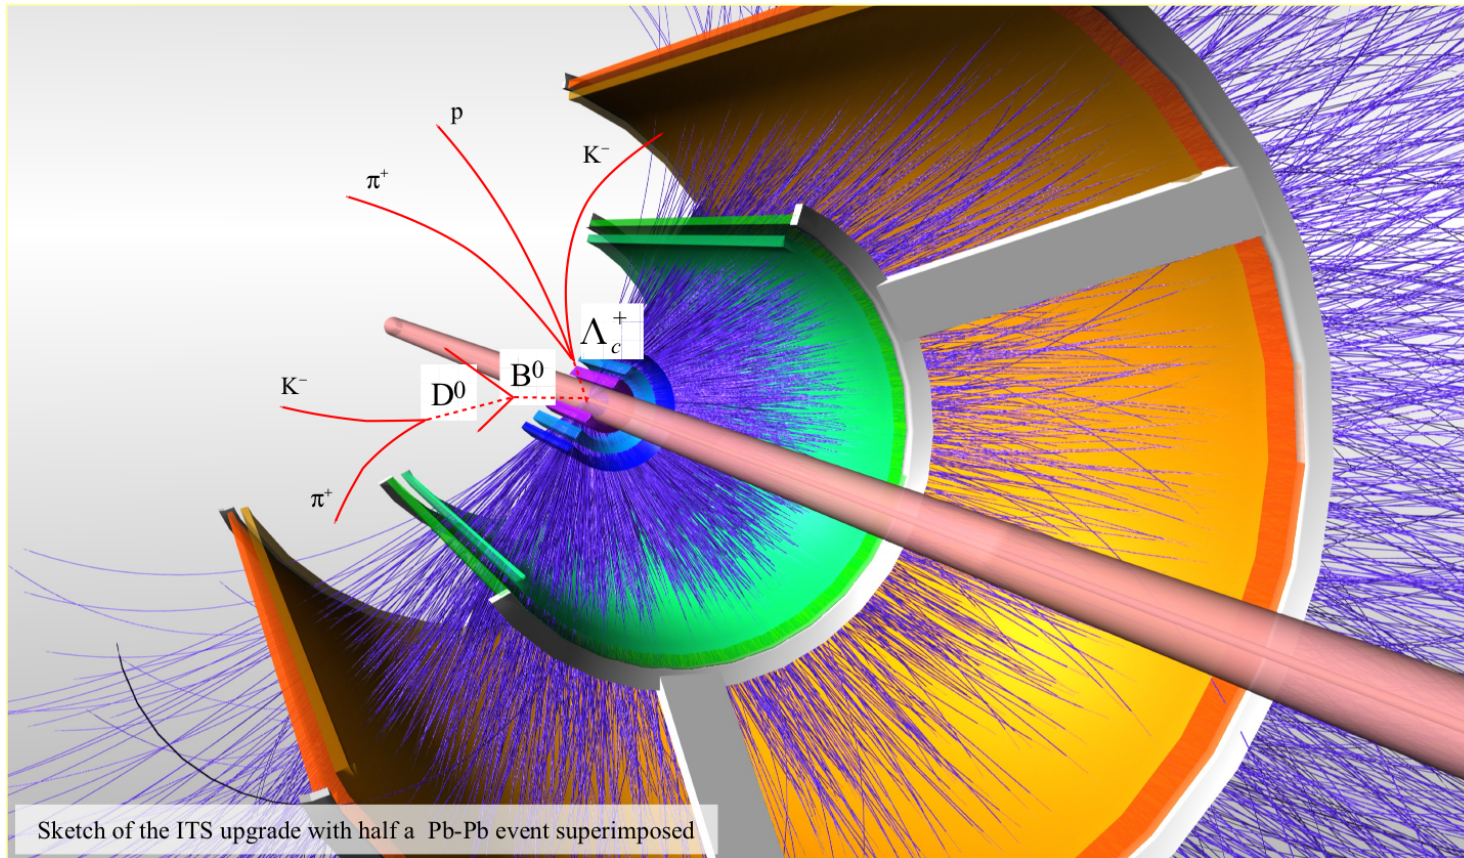 p
K⁻
π⁺
Λc⁺
B⁰
D⁰
K⁻
π⁺
Sketch of the ITS upgrade with half a Pb-Pb event superimposed